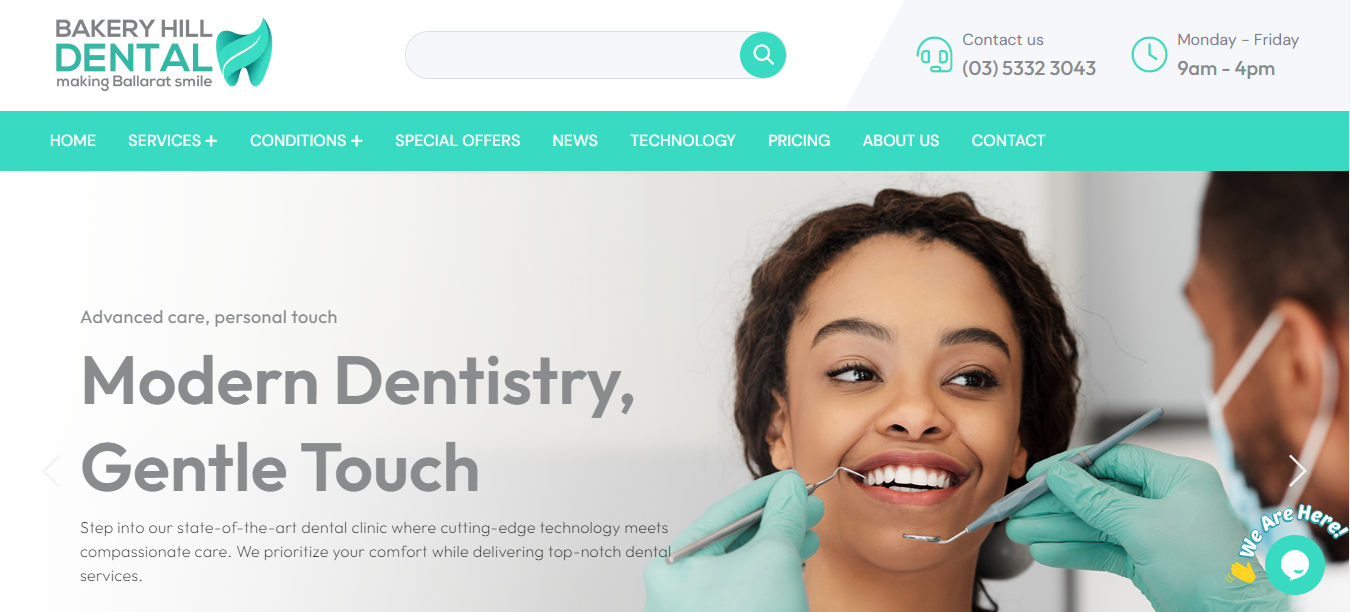 BAKERY HILL
DENTAL
making Ballarat smile
Contact us
(03) 5332 3043
Monday – Friday
9am - 4pm
HOME SERVICES + CONDITIONS + SPECIAL OFFERS NEWS TECHNOLOGY PRICING ABOUT US CONTACT
Advanced care, personal touch
Modern Dentistry,
Gentle Touch
Step into our state-of-the-art dental clinic where cutting-edge technology meets
compassionate care. We prioritize your comfort while delivering top-notch dental
services.
We Are Here!